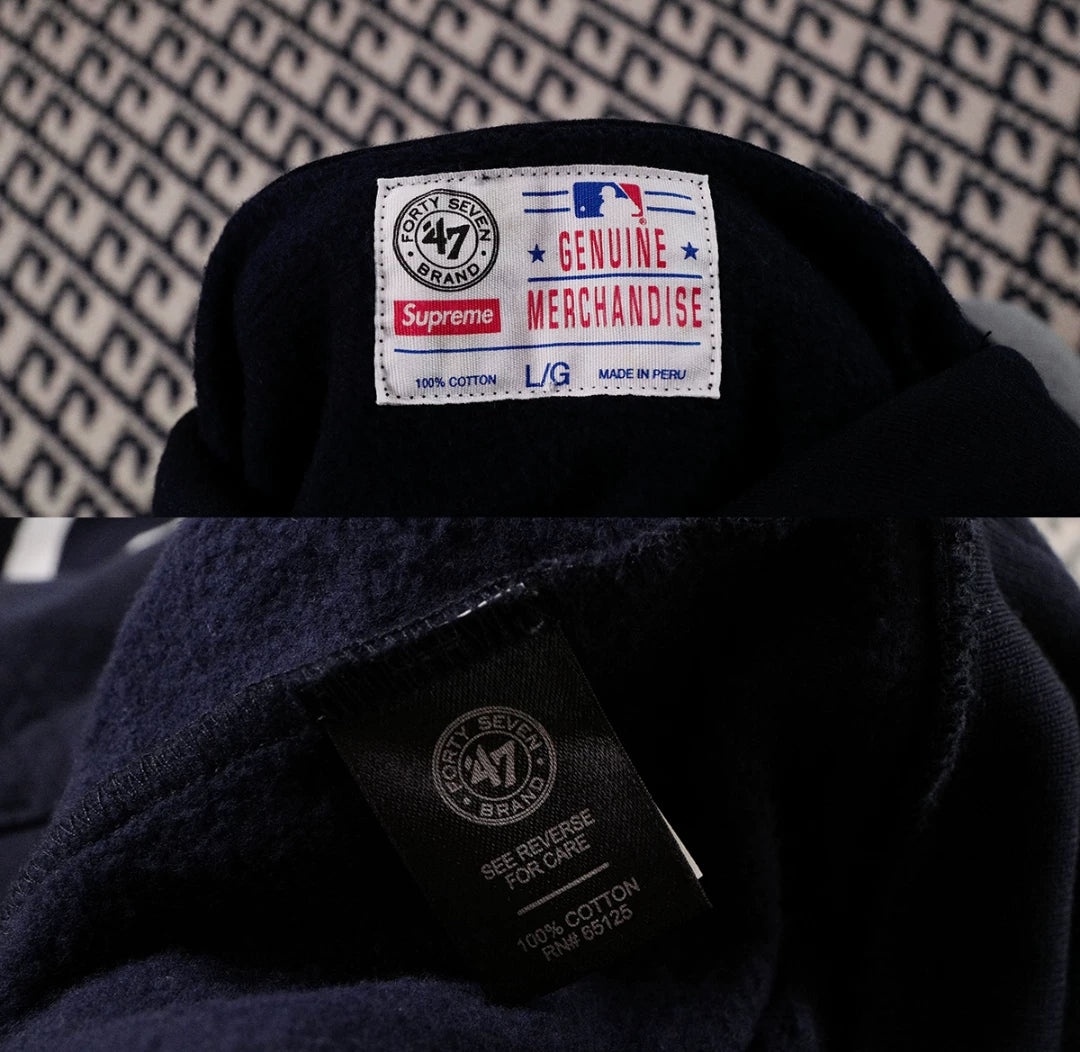 FORTY SEVEN
'47
BRAND
Supreme
GENUINE
MERCHANDISE
100% COTTON L/G MADE IN PERU
FORTY SEVEN
'47
BRAND
SEE REVERSE
FOR CARE
100% COTTON
RN# 65125